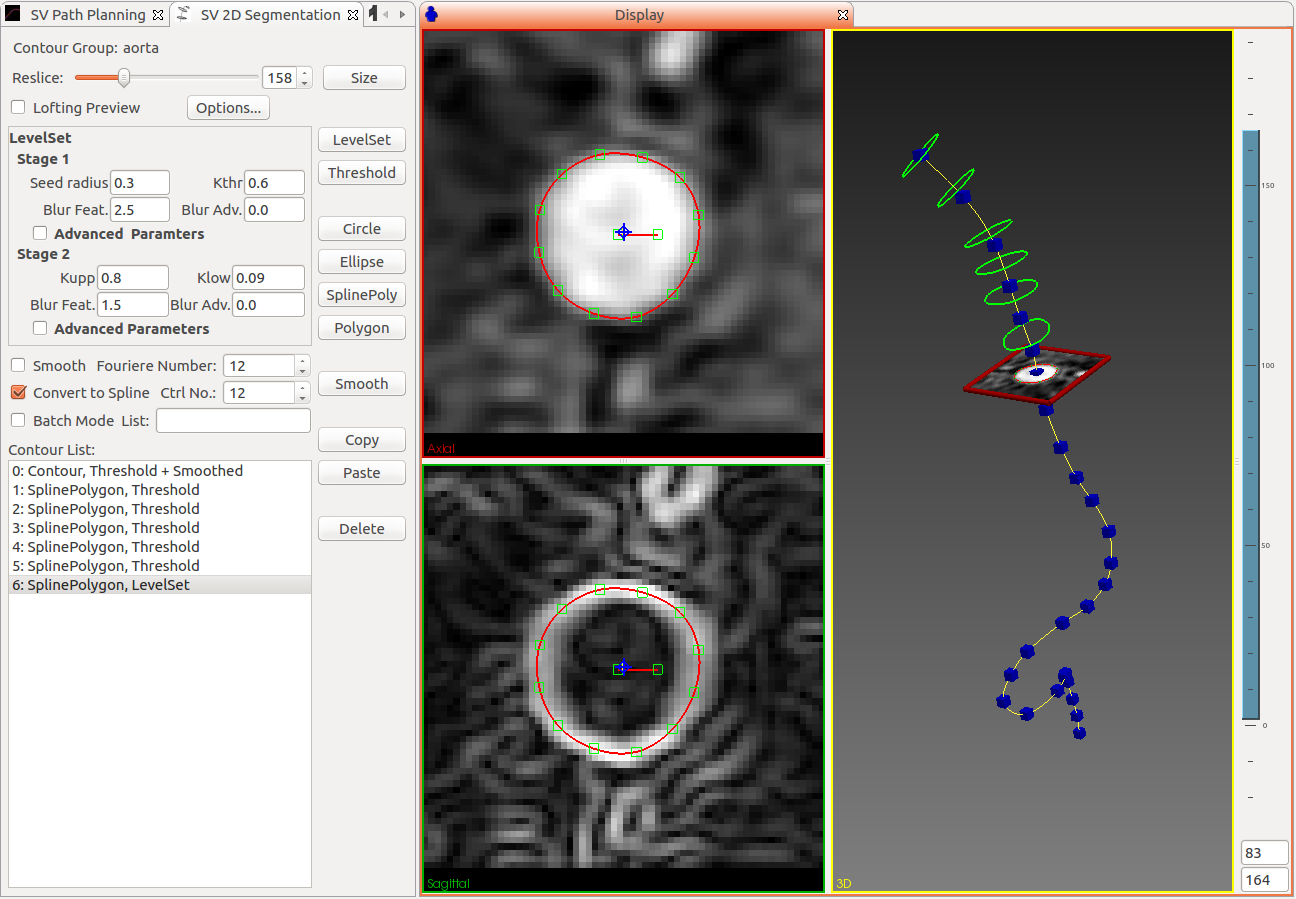 SV Path Planning
SV 2D Segmentation
Display
Contour Group: aorta
Reslice:
158
Size
Lofting Preview
Options...
LevelSet
Stage 1
Seed radius 0.3 Kthr 0.6
Blur Feat. 2.5 Blur Adv. 0.0
Advanced Paramters
Stage 2
Kupp 0.8 Klow 0.09
Blur Feat. 1.5 Blur Adv. 0.0
Advanced Parameters
LevelSet
Threshold
Circle
Ellipse
SplinePoly
Polygon
Smooth
Copy
Paste
Delete
Smooth Fouriere Number: 12
Convert to Spline Ctrl No.: 12
Batch Mode List:
Contour List:
0: Contour, Threshold + Smoothed
1: SplinePolygon, Threshold
2: SplinePolygon, Threshold
3: SplinePolygon, Threshold
4: SplinePolygon, Threshold
5: SplinePolygon, Threshold
6: SplinePolygon, LevelSet
Axial
Sagittal
3D
150
100
50
0
83
164